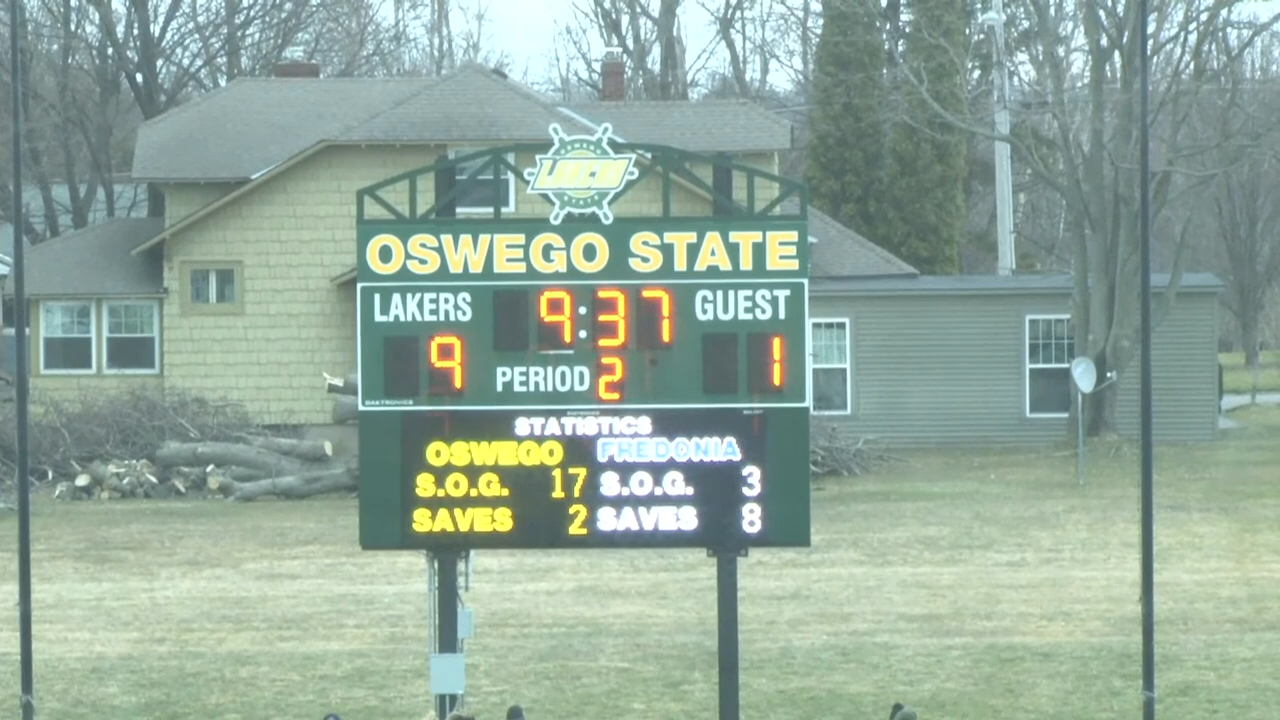 OSWEGO STATE
LAKERS 9:37 GUEST
9 PERIOD 2 1
DAKTRONICS
STATISTICS
OSWEGO FREDONIA
S.O.G. 17 S.O.G. 3
SAVES 2 SAVES 8